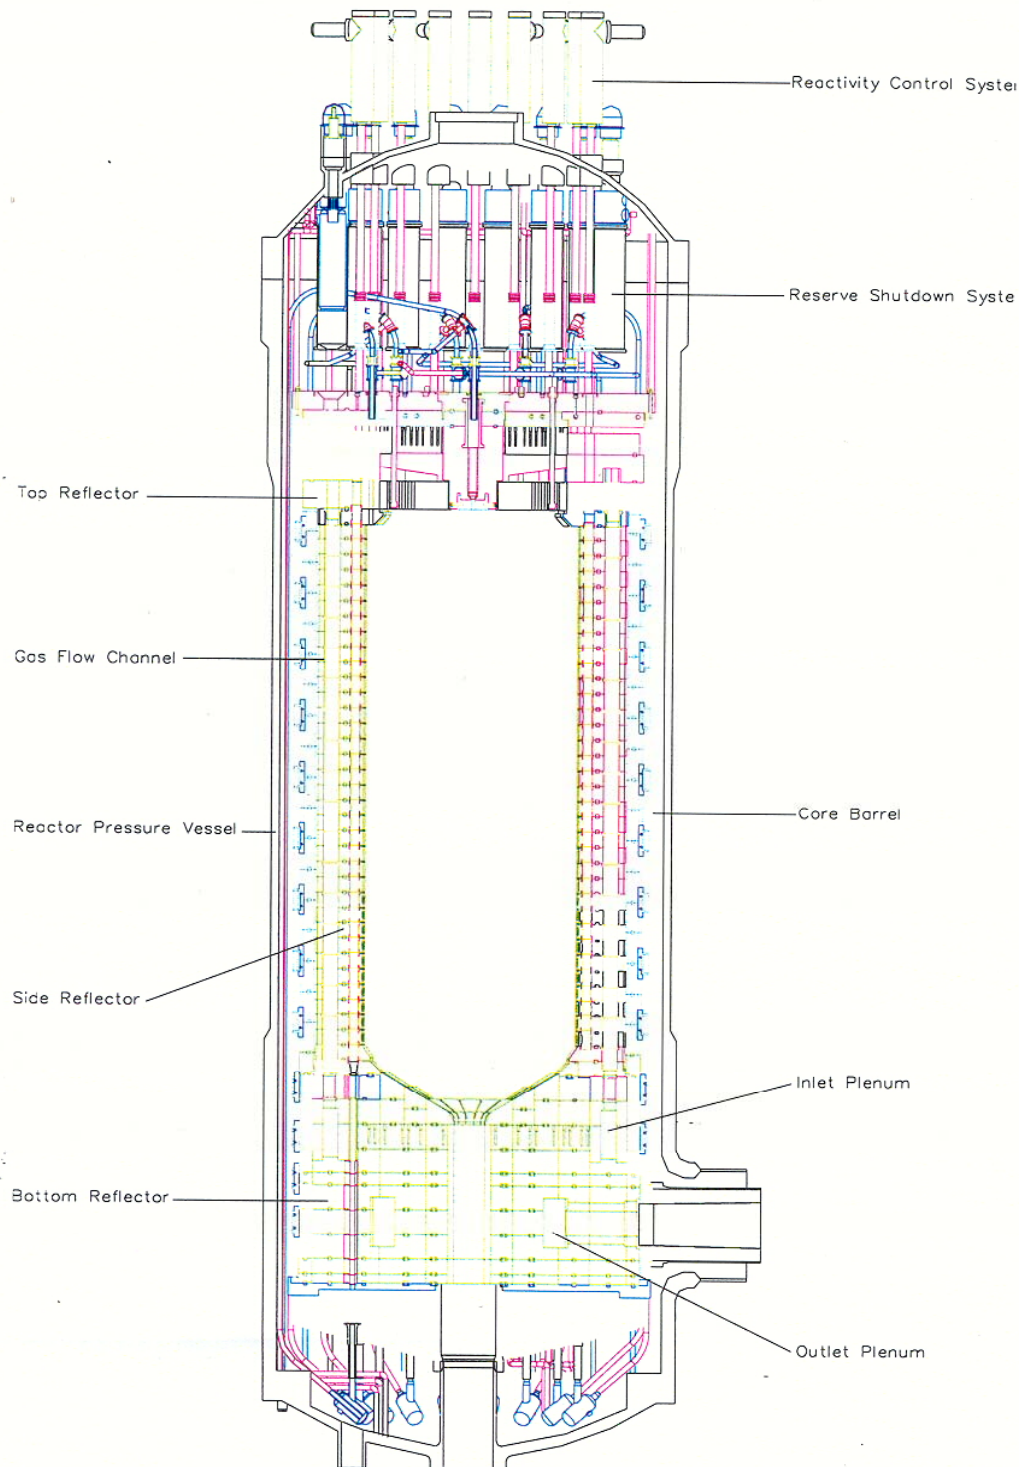 Reactivity Control System
Reserve Shutdown Syste
Top Reflector
Gas Flow Channel
Reactor Pressure Vessel
Core Barrel
Side Reflector
Inlet Plenum
Bottom Reflector
Outlet Plenum